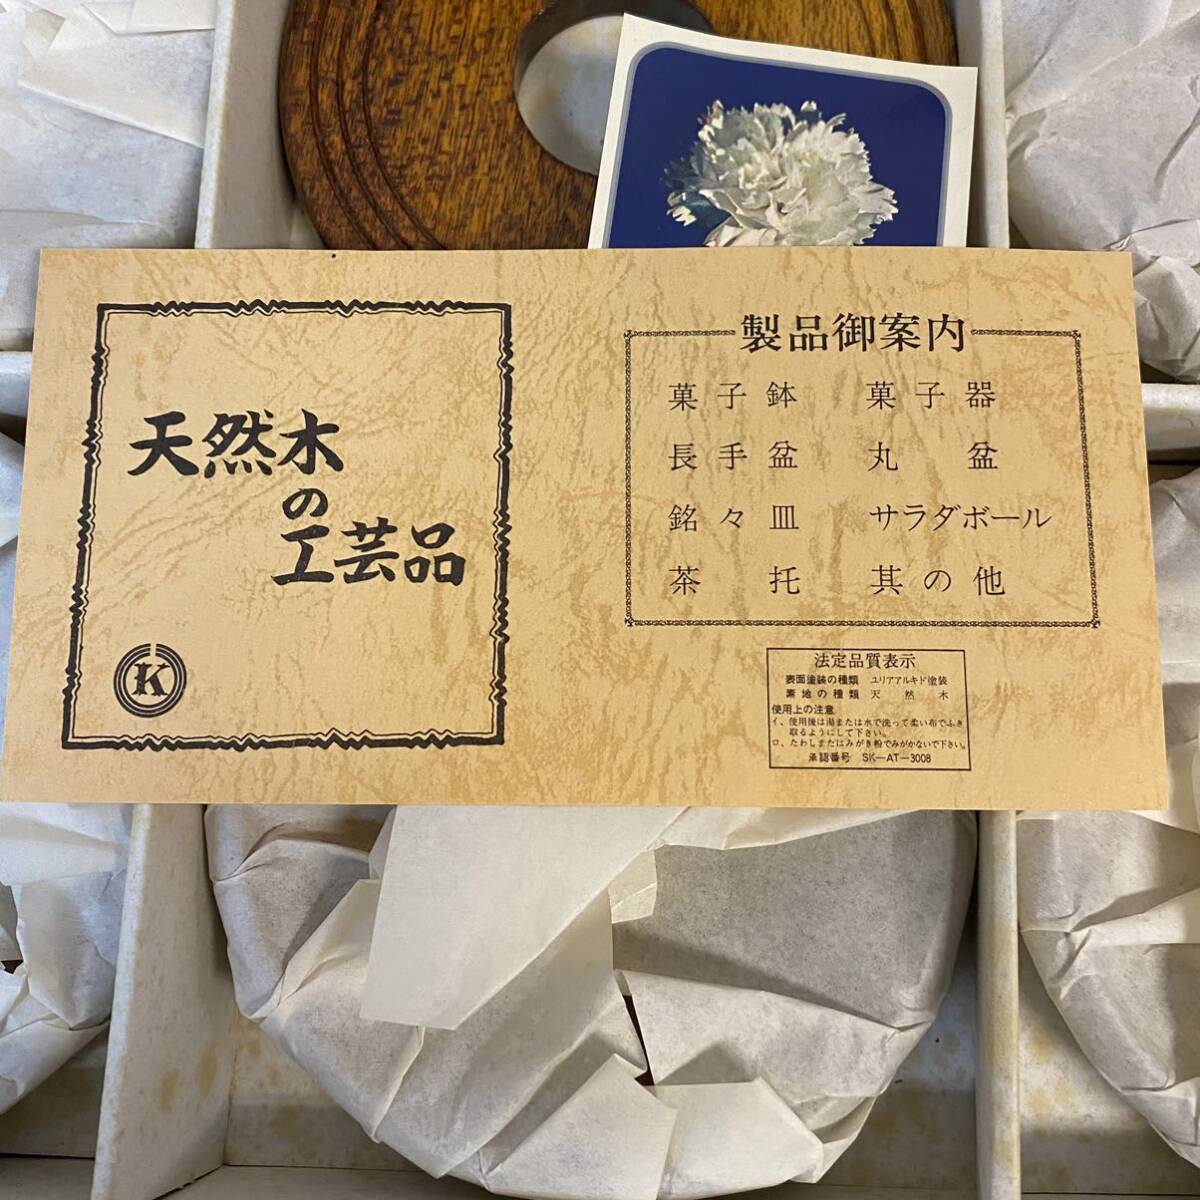 天然木
の
工芸品
K
製品御案内
菓子鉢 菓子器
長手盆 丸盆
銘々皿 サラダボール
茶托 其の他
法定品質表示
表面塗装の種類 ユリアアルキド塗装
素地の種類 天然木
使用上の注意
イ、使用後は湯または水で洗って柔い布でふき
取るようにして下さい。
ロ、たわしまたはみがき粉でみがかないで下さい。
承認番号 SK-AT-3008